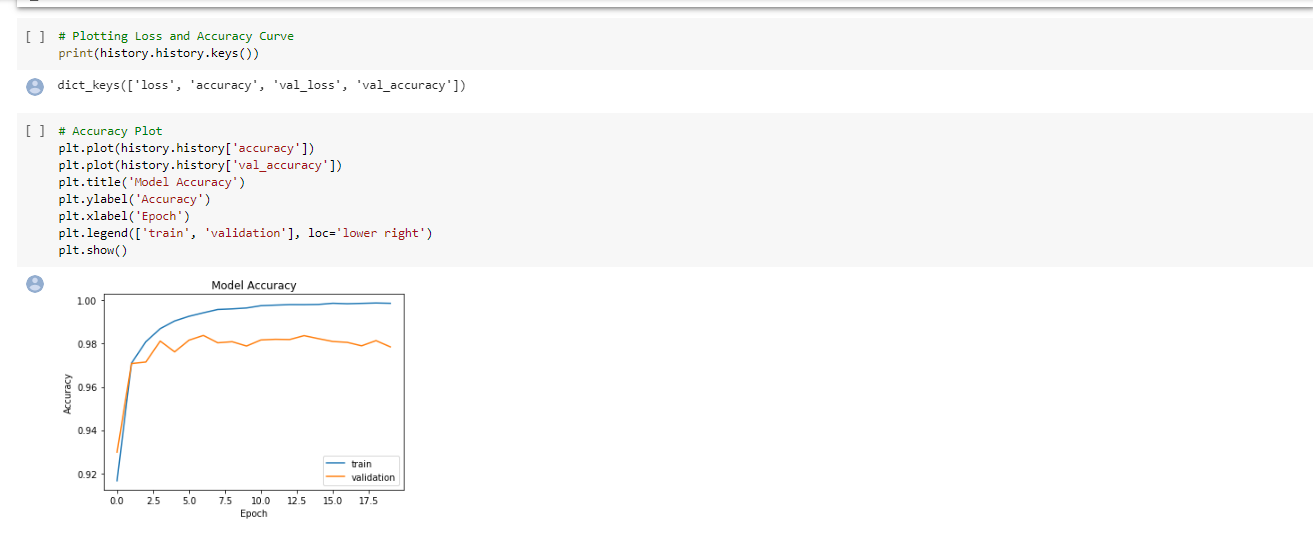 [ ] # Plotting Loss and Accuracy Curve
print(history.history.keys())
dict_keys(['loss', 'accuracy', 'val_loss', 'val_accuracy'])
[ ] # Accuracy Plot
plt.plot(history.history['accuracy'])
plt.plot(history.history['val_accuracy'])
plt.title('Model Accuracy')
plt.ylabel('Accuracy')
plt.xlabel('Epoch')
plt.legend(['train', 'validation'], loc='lower right')
plt.show()
Model Accuracy
1.00
0.98
0.96
0.94
0.92
Accuracy
train
validation
0.0 2.5 5.0 7.5 10.0 12.5 15.0 17.5
Epoch